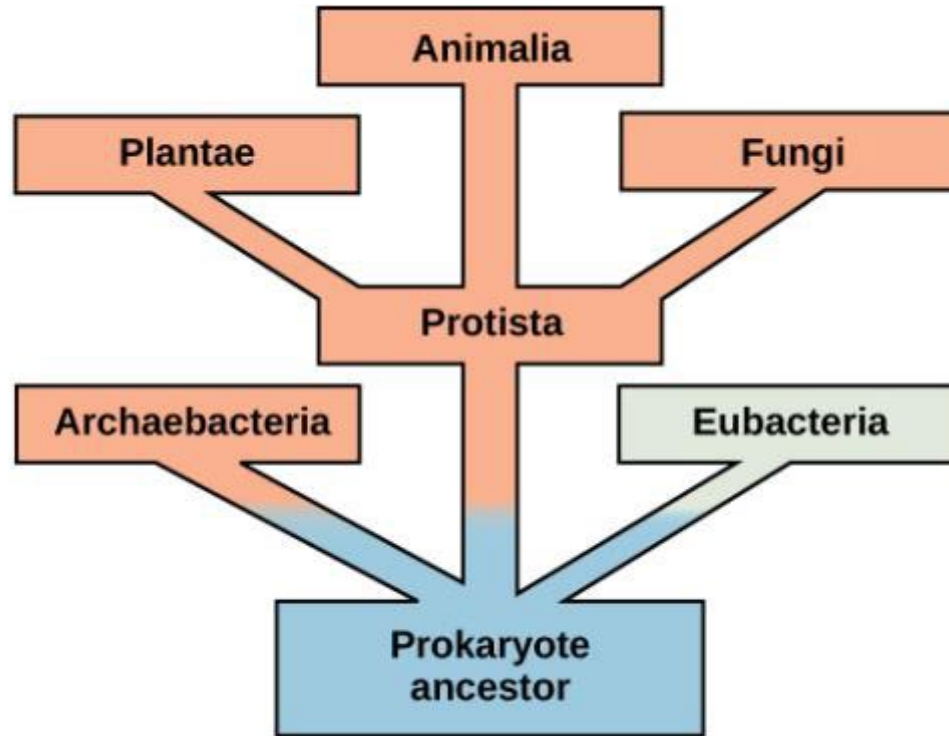 Animalia
Plantae
Fungi
Protista
Archaebacteria
Eubacteria
Prokaryote
ancestor